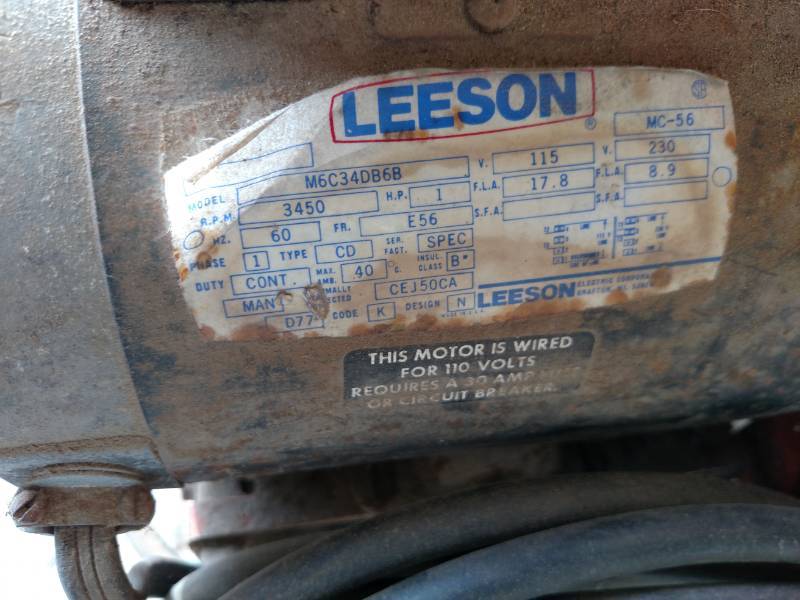 LEESON
®
MC-56
MODEL M6C34DB6B V. 115 V. 230
R.P.M. 3450 H.P. 1 F.L.A. 17.8 F.L.A. 8.9
HZ. 60 FR. E56 S.F.A. S.F.A.
PHASE 1 TYPE CD SER. FACT. SPEC
DUTY CONT. MAX. AMB. 40 °C. INSUL. CLASS B*
MAN CEJ50CA
D77 CODE K DESIGN N LEESON ELECTRIC
THIS MOTOR IS WIRED
FOR 110 VOLTS
REQUIRES A 30 AMP
OR CIRCUIT BREAKER.